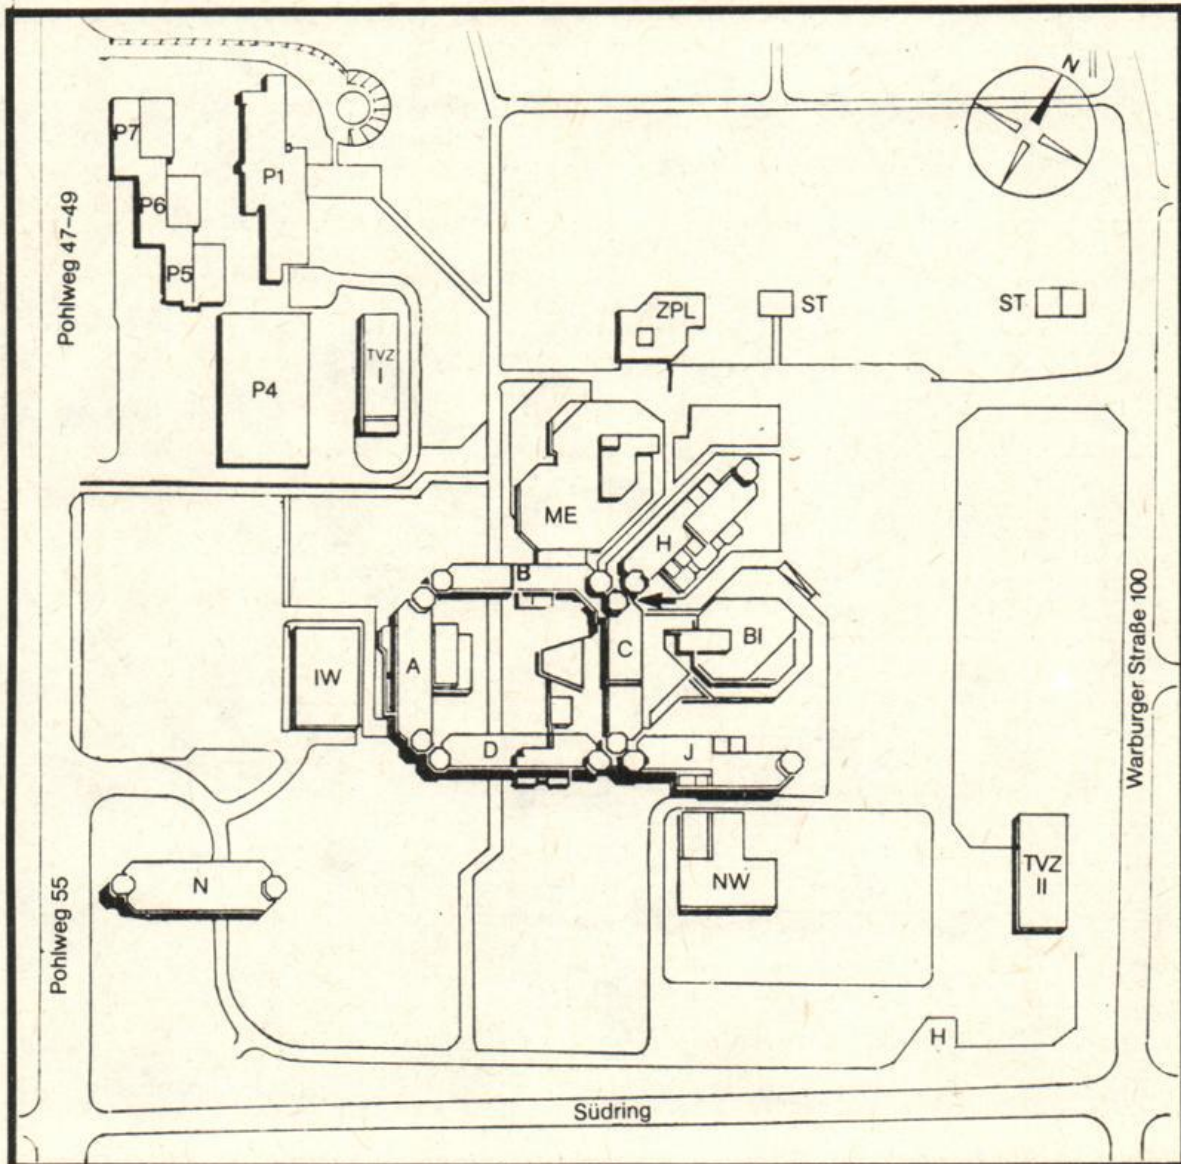 N
P7
P1
P6
Pohlweg 47-49
P5
ZPL
ST
ST
TVZ
I
P4
ME
H
B
A
C
BI
IW
Warburger Straße 100
D
J
N
NW
TVZ
II
Pohlweg 55
H
Südring